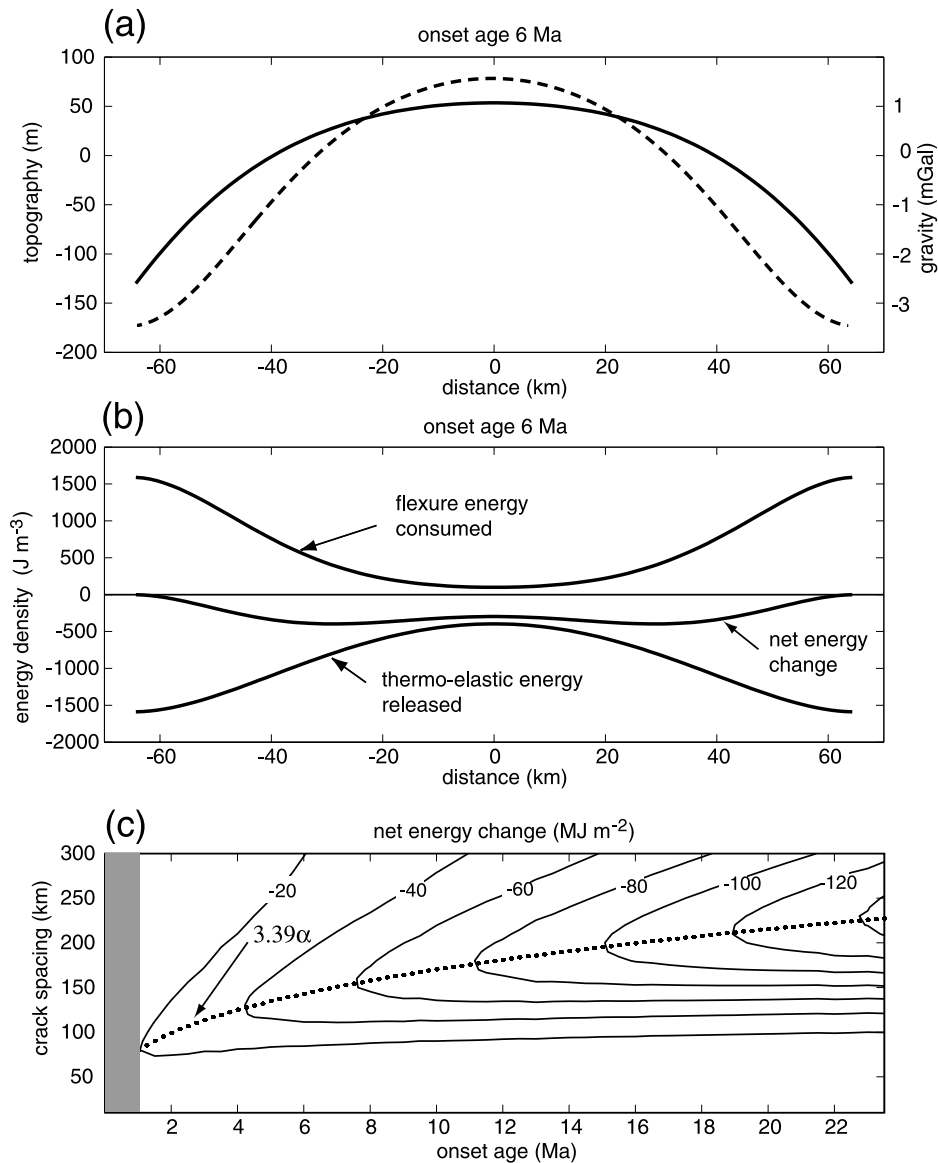 (a)
onset age 6 Ma
topography (m)
100
50
0
-50
-100
-150
-200
1
0
-1
-2
-3
gravity (mGal)
-60 -40 -20 0 20 40 60
distance (km)
(b)
onset age 6 Ma
energy density (J m-3)
2000
1500
1000
500
0
-500
-1000
-1500
-2000
flexure energy
consumed
net energy
change
thermo-elastic energy
released
-60 -40 -20 0 20 40 60
distance (km)
(c)
net energy change (MJ m-2)
crack spacing (km)
300
250
200
150
100
50
-20 -40 -60 -80 -100 -120
3.39α
2 4 6 8 10 12 14 16 18 20 22
onset age (Ma)